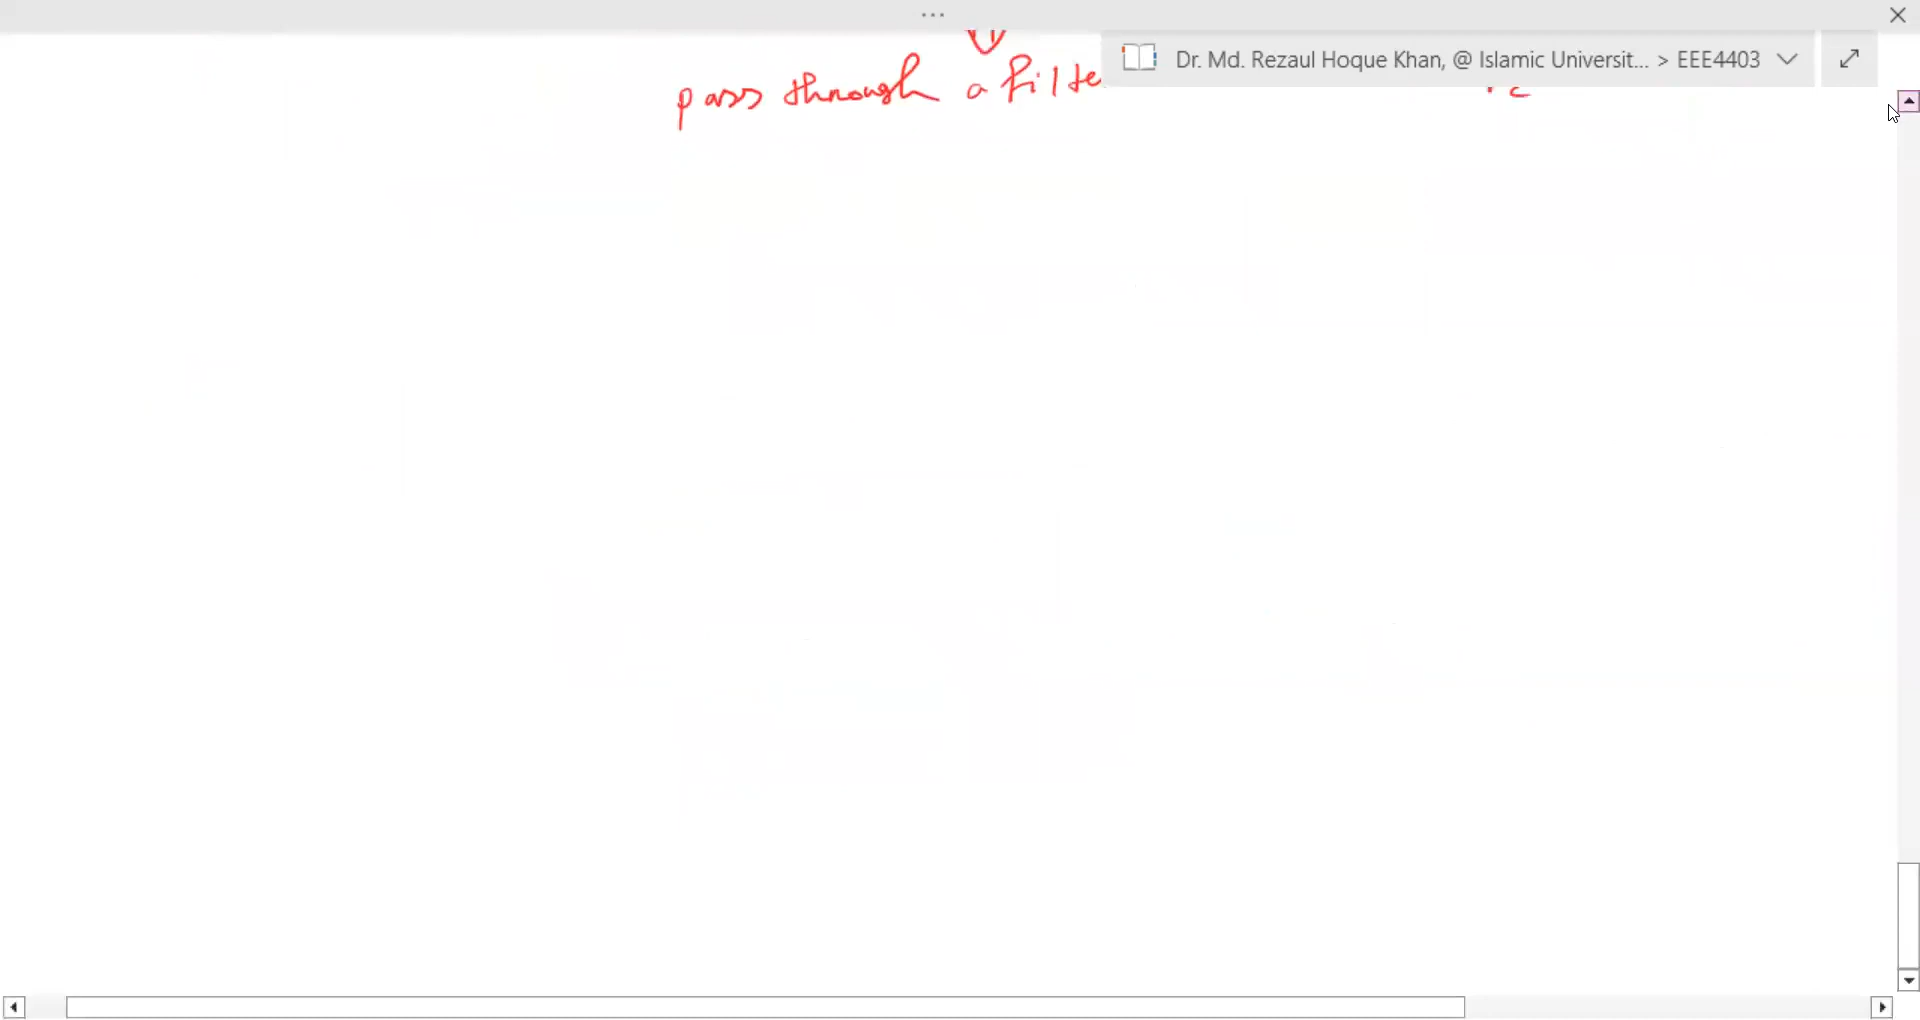 Dr. Md. Rezaul Hoque Khan, @ Islamic Universit... > EEE4403
pass through a filte